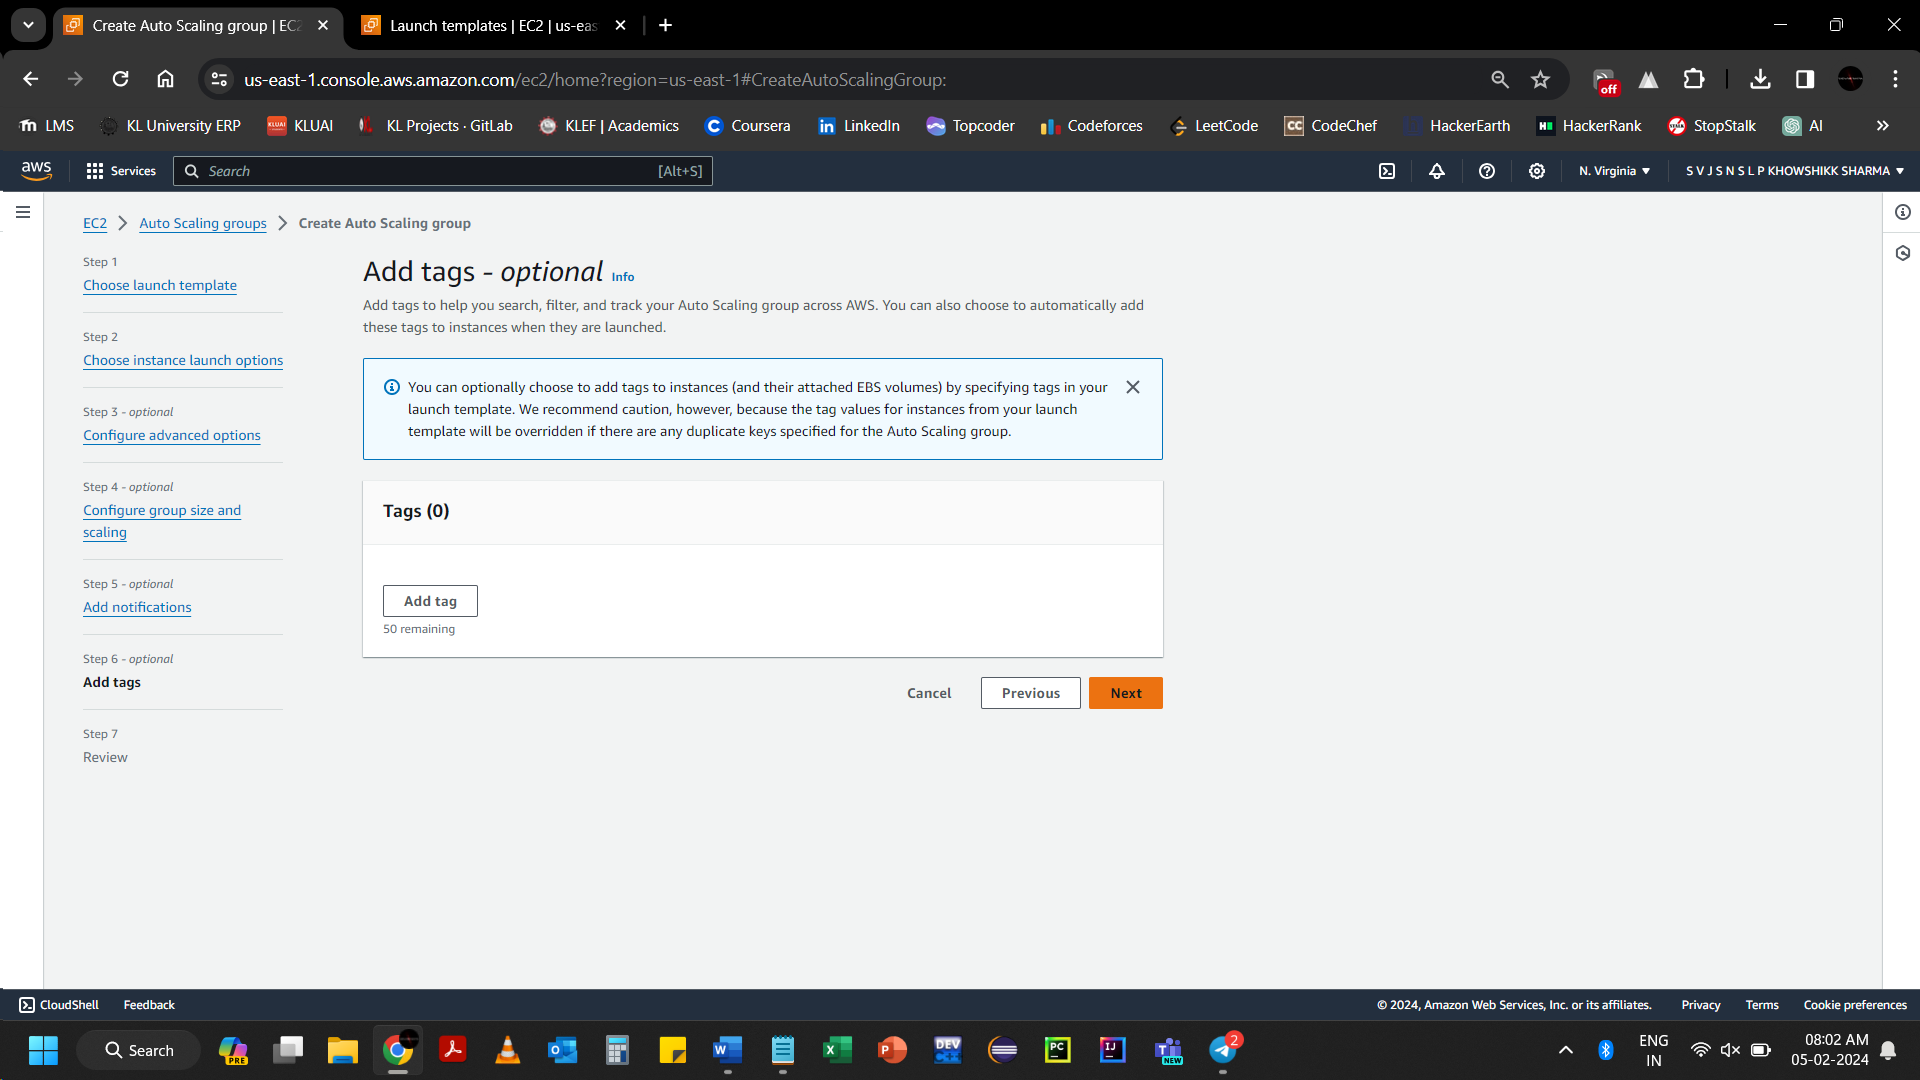 Create Auto Scaling group | EC2
Launch templates | EC2 | us-eas
us-east-1.console.aws.amazon.com/ec2/home?region=us-east-1#CreateAutoScalingGroup:
off
LMS
KL University ERP
KLUAI
KLUAI
KL Projects · GitLab
KLEF | Academics
Coursera
LinkedIn
Topcoder
Codeforces
LeetCode
CC
CodeChef
HackerEarth
HackerRank
StopStalk
AI
aws
Services
Search
[Alt+S]
N. Virginia
S V J S N S L P KHOWSHIKK SHARMA
EC2
Auto Scaling groups
Create Auto Scaling group
Step 1
Choose launch template
Step 2
Choose instance launch options
Step 3 - optional
Configure advanced options
Step 4 - optional
Configure group size and
scaling
Step 5 - optional
Add notifications
Step 6 - optional
Add tags
Step 7
Review
Add tags - optional Info
Add tags to help you search, filter, and track your Auto Scaling group across AWS. You can also choose to automatically add
these tags to instances when they are launched.
You can optionally choose to add tags to instances (and their attached EBS volumes) by specifying tags in your
launch template. We recommend caution, however, because the tag values for instances from your launch
template will be overridden if there are any duplicate keys specified for the Auto Scaling group.
Tags (0)
Add tag
50 remaining
Cancel
Previous
Next
CloudShell
Feedback
© 2024, Amazon Web Services, Inc. or its affiliates.
Privacy
Terms
Cookie preferences
Search
PRE
DEV
C++
PC
IJ
NEW
2
ENG
IN
08:02 AM
05-02-2024